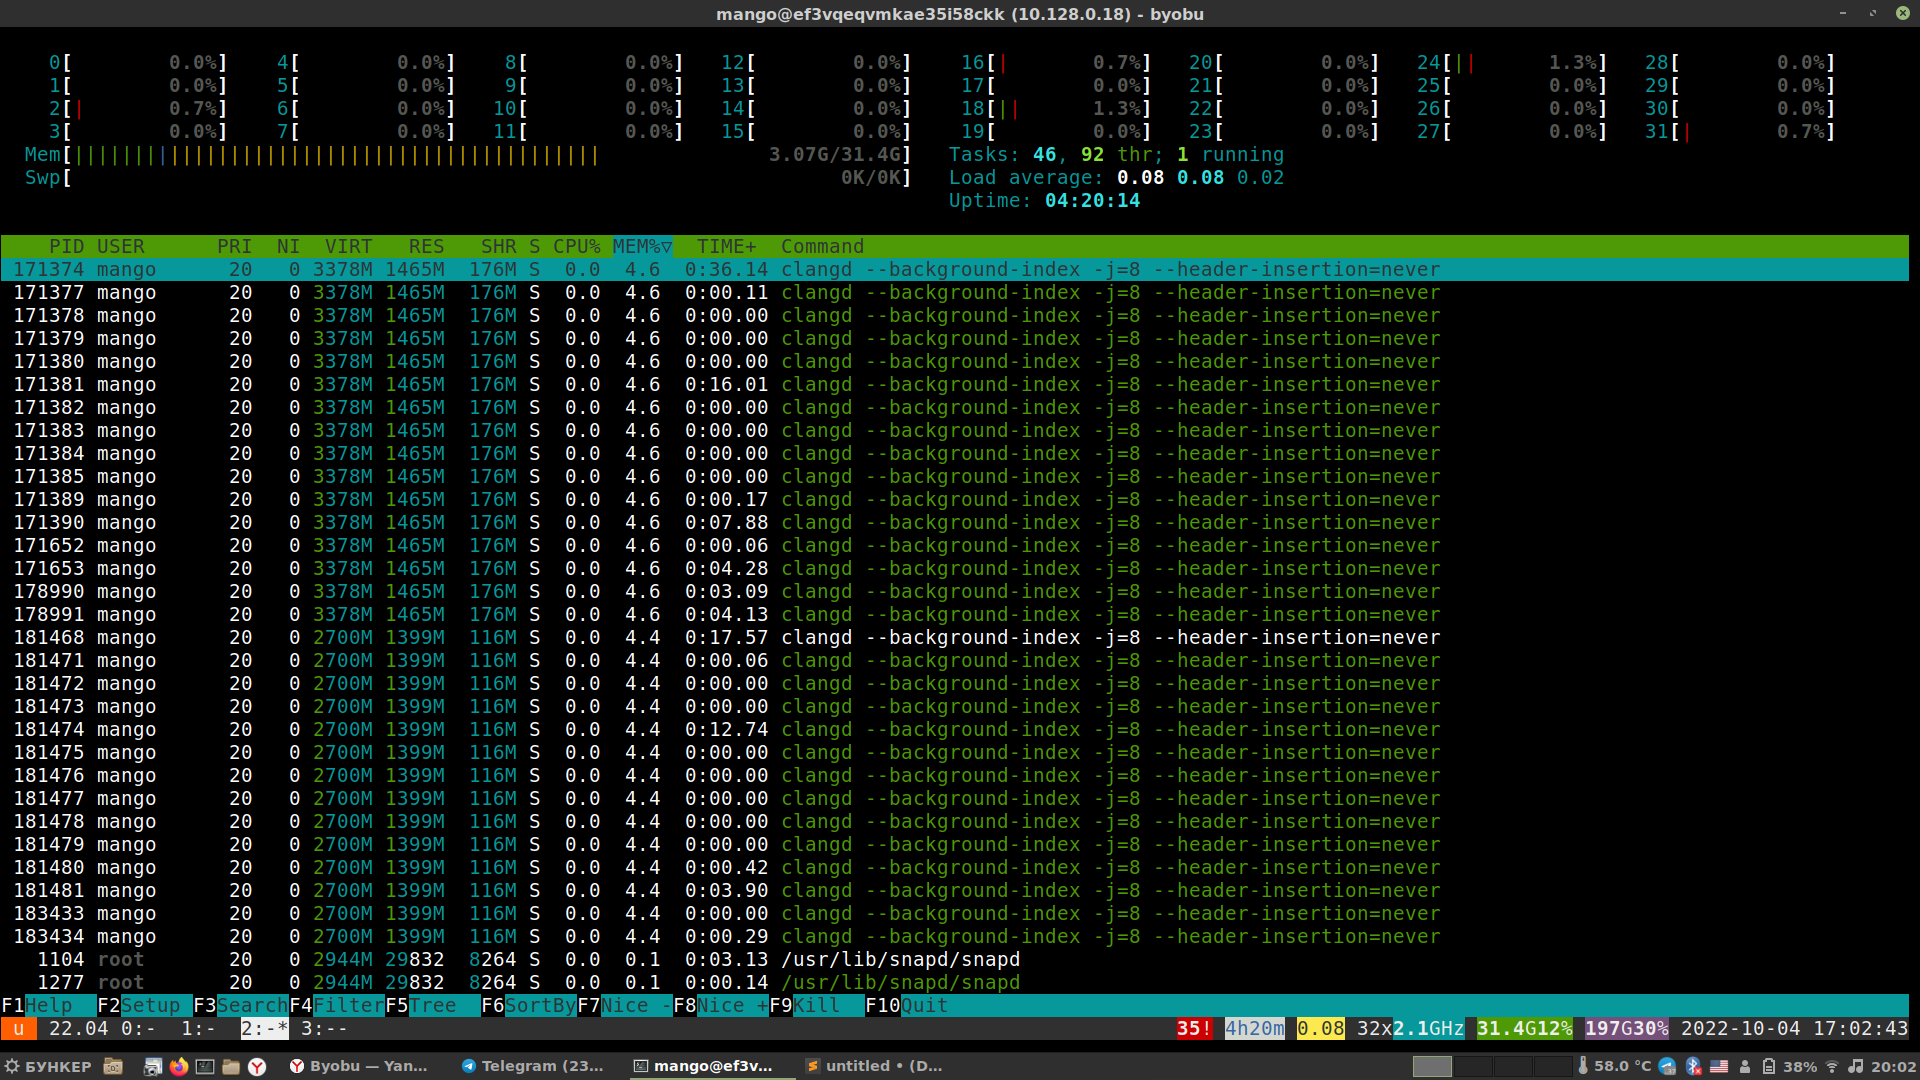 mango@ef3vqeqvmkae35i58ckk (10.128.0.18) - byobu
0[ 0.0%] 4[ 0.0%] 8[ 0.0%] 12[ 0.0%] 16[| 0.7%] 20[ 0.0%] 24[|| 1.3%] 28[ 0.0%]
1[ 0.0%] 5[ 0.0%] 9[ 0.0%] 13[ 0.0%] 17[ 0.0%] 21[ 0.0%] 25[ 0.0%] 29[ 0.0%]
2[| 0.7%] 6[ 0.0%] 10[ 0.0%] 14[ 0.0%] 18[|| 1.3%] 22[ 0.0%] 26[ 0.0%] 30[ 0.0%]
3[ 0.0%] 7[ 0.0%] 11[ 0.0%] 15[ 0.0%] 19[ 0.0%] 23[ 0.0%] 27[ 0.0%] 31[| 0.7%]
Mem[|||||||||||||||||||||||||||||||||||||||||||| 3.07G/31.4G] Tasks: 46, 92 thr; 1 running
Swp[ 0K/0K] Load average: 0.08 0.08 0.02
Uptime: 04:20:14
PID USER PRI NI VIRT RES SHR S CPU% MEM%▽ TIME+ Command
171374 mango 20 0 3378M 1465M 176M S 0.0 4.6 0:36.14 clangd --background-index -j=8 --header-insertion=never
171377 mango 20 0 3378M 1465M 176M S 0.0 4.6 0:00.11 clangd --background-index -j=8 --header-insertion=never
171378 mango 20 0 3378M 1465M 176M S 0.0 4.6 0:00.00 clangd --background-index -j=8 --header-insertion=never
171379 mango 20 0 3378M 1465M 176M S 0.0 4.6 0:00.00 clangd --background-index -j=8 --header-insertion=never
171380 mango 20 0 3378M 1465M 176M S 0.0 4.6 0:00.00 clangd --background-index -j=8 --header-insertion=never
171381 mango 20 0 3378M 1465M 176M S 0.0 4.6 0:16.01 clangd --background-index -j=8 --header-insertion=never
171382 mango 20 0 3378M 1465M 176M S 0.0 4.6 0:00.00 clangd --background-index -j=8 --header-insertion=never
171383 mango 20 0 3378M 1465M 176M S 0.0 4.6 0:00.00 clangd --background-index -j=8 --header-insertion=never
171384 mango 20 0 3378M 1465M 176M S 0.0 4.6 0:00.00 clangd --background-index -j=8 --header-insertion=never
171385 mango 20 0 3378M 1465M 176M S 0.0 4.6 0:00.00 clangd --background-index -j=8 --header-insertion=never
171389 mango 20 0 3378M 1465M 176M S 0.0 4.6 0:00.17 clangd --background-index -j=8 --header-insertion=never
171390 mango 20 0 3378M 1465M 176M S 0.0 4.6 0:07.88 clangd --background-index -j=8 --header-insertion=never
171652 mango 20 0 3378M 1465M 176M S 0.0 4.6 0:00.06 clangd --background-index -j=8 --header-insertion=never
171653 mango 20 0 3378M 1465M 176M S 0.0 4.6 0:04.28 clangd --background-index -j=8 --header-insertion=never
178990 mango 20 0 3378M 1465M 176M S 0.0 4.6 0:03.09 clangd --background-index -j=8 --header-insertion=never
178991 mango 20 0 3378M 1465M 176M S 0.0 4.6 0:04.13 clangd --background-index -j=8 --header-insertion=never
181468 mango 20 0 2700M 1399M 116M S 0.0 4.4 0:17.57 clangd --background-index -j=8 --header-insertion=never
181471 mango 20 0 2700M 1399M 116M S 0.0 4.4 0:00.06 clangd --background-index -j=8 --header-insertion=never
181472 mango 20 0 2700M 1399M 116M S 0.0 4.4 0:00.00 clangd --background-index -j=8 --header-insertion=never
181473 mango 20 0 2700M 1399M 116M S 0.0 4.4 0:00.00 clangd --background-index -j=8 --header-insertion=never
181474 mango 20 0 2700M 1399M 116M S 0.0 4.4 0:12.74 clangd --background-index -j=8 --header-insertion=never
181475 mango 20 0 2700M 1399M 116M S 0.0 4.4 0:00.00 clangd --background-index -j=8 --header-insertion=never
181476 mango 20 0 2700M 1399M 116M S 0.0 4.4 0:00.00 clangd --background-index -j=8 --header-insertion=never
181477 mango 20 0 2700M 1399M 116M S 0.0 4.4 0:00.00 clangd --background-index -j=8 --header-insertion=never
181478 mango 20 0 2700M 1399M 116M S 0.0 4.4 0:00.00 clangd --background-index -j=8 --header-insertion=never
181479 mango 20 0 2700M 1399M 116M S 0.0 4.4 0:00.00 clangd --background-index -j=8 --header-insertion=never
181480 mango 20 0 2700M 1399M 116M S 0.0 4.4 0:00.42 clangd --background-index -j=8 --header-insertion=never
181481 mango 20 0 2700M 1399M 116M S 0.0 4.4 0:03.90 clangd --background-index -j=8 --header-insertion=never
183433 mango 20 0 2700M 1399M 116M S 0.0 4.4 0:00.00 clangd --background-index -j=8 --header-insertion=never
183434 mango 20 0 2700M 1399M 116M S 0.0 4.4 0:00.29 clangd --background-index -j=8 --header-insertion=never
1104 root 20 0 2944M 29832 8264 S 0.0 0.1 0:03.13 /usr/lib/snapd/snapd
1277 root 20 0 2944M 29832 8264 S 0.0 0.1 0:00.14 /usr/lib/snapd/snapd
F1Help F2Setup F3SearchF4FilterF5Tree F6SortByF7Nice -F8Nice +F9Kill F10Quit
u 22.04 0:- 1:- 2:-* 3:-- 35! 4h20m 0.08 32x2.1GHz 31.4G12% 197G30% 2022-10-04 17:02:43
БУНКЕР Byobu — Yan... Telegram (23... mango@ef3v... untitled • (D... 58.0 °C 38% 20:02